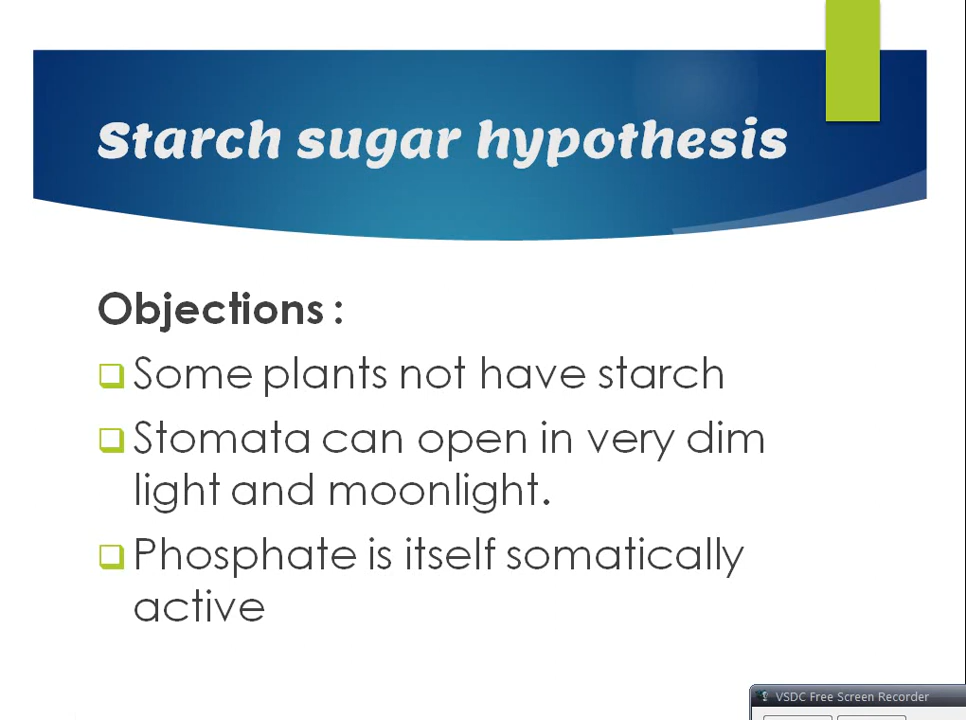 Starch sugar hypothesis
Objections :
Some plants not have starch
Stomata can open in very dim
light and moonlight.
Phosphate is itself somatically
active
VSDC Free Screen Recorder